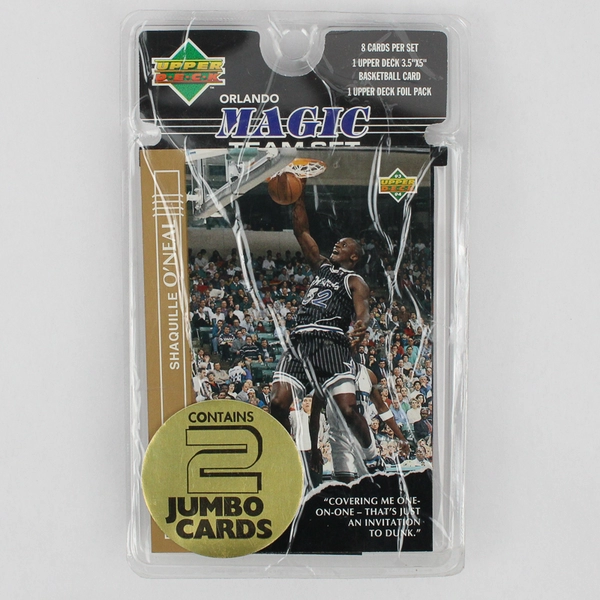 UPPER
DECK
8 CARDS PER SET
1 UPPER DECK 3.5"X5"
BASKETBALL CARD
1 UPPER DECK FOIL PACK
ORLANDO
MAGIC
TEAM SET
93
UPPER
DECK
94
SHAQUILLE O'NEAL
32
CONTAINS
2
JUMBO
CARDS
"COVERING ME ONE-
ON-ONE – THAT'S JUST
AN INVITATION
TO DUNK."